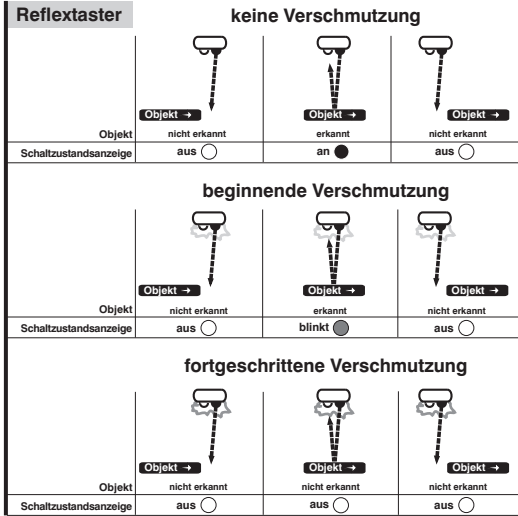 Reflextaster
keine Verschmutzung
Objekt → Objekt → Objekt →
Objekt nicht erkannt erkannt nicht erkannt
Schaltzustandsanzeige aus an aus
beginnende Verschmutzung
Objekt → Objekt → Objekt →
Objekt nicht erkannt erkannt nicht erkannt
Schaltzustandsanzeige aus blinkt aus
fortgeschrittene Verschmutzung
Objekt → Objekt → Objekt →
Objekt nicht erkannt nicht erkannt nicht erkannt
Schaltzustandsanzeige aus aus aus